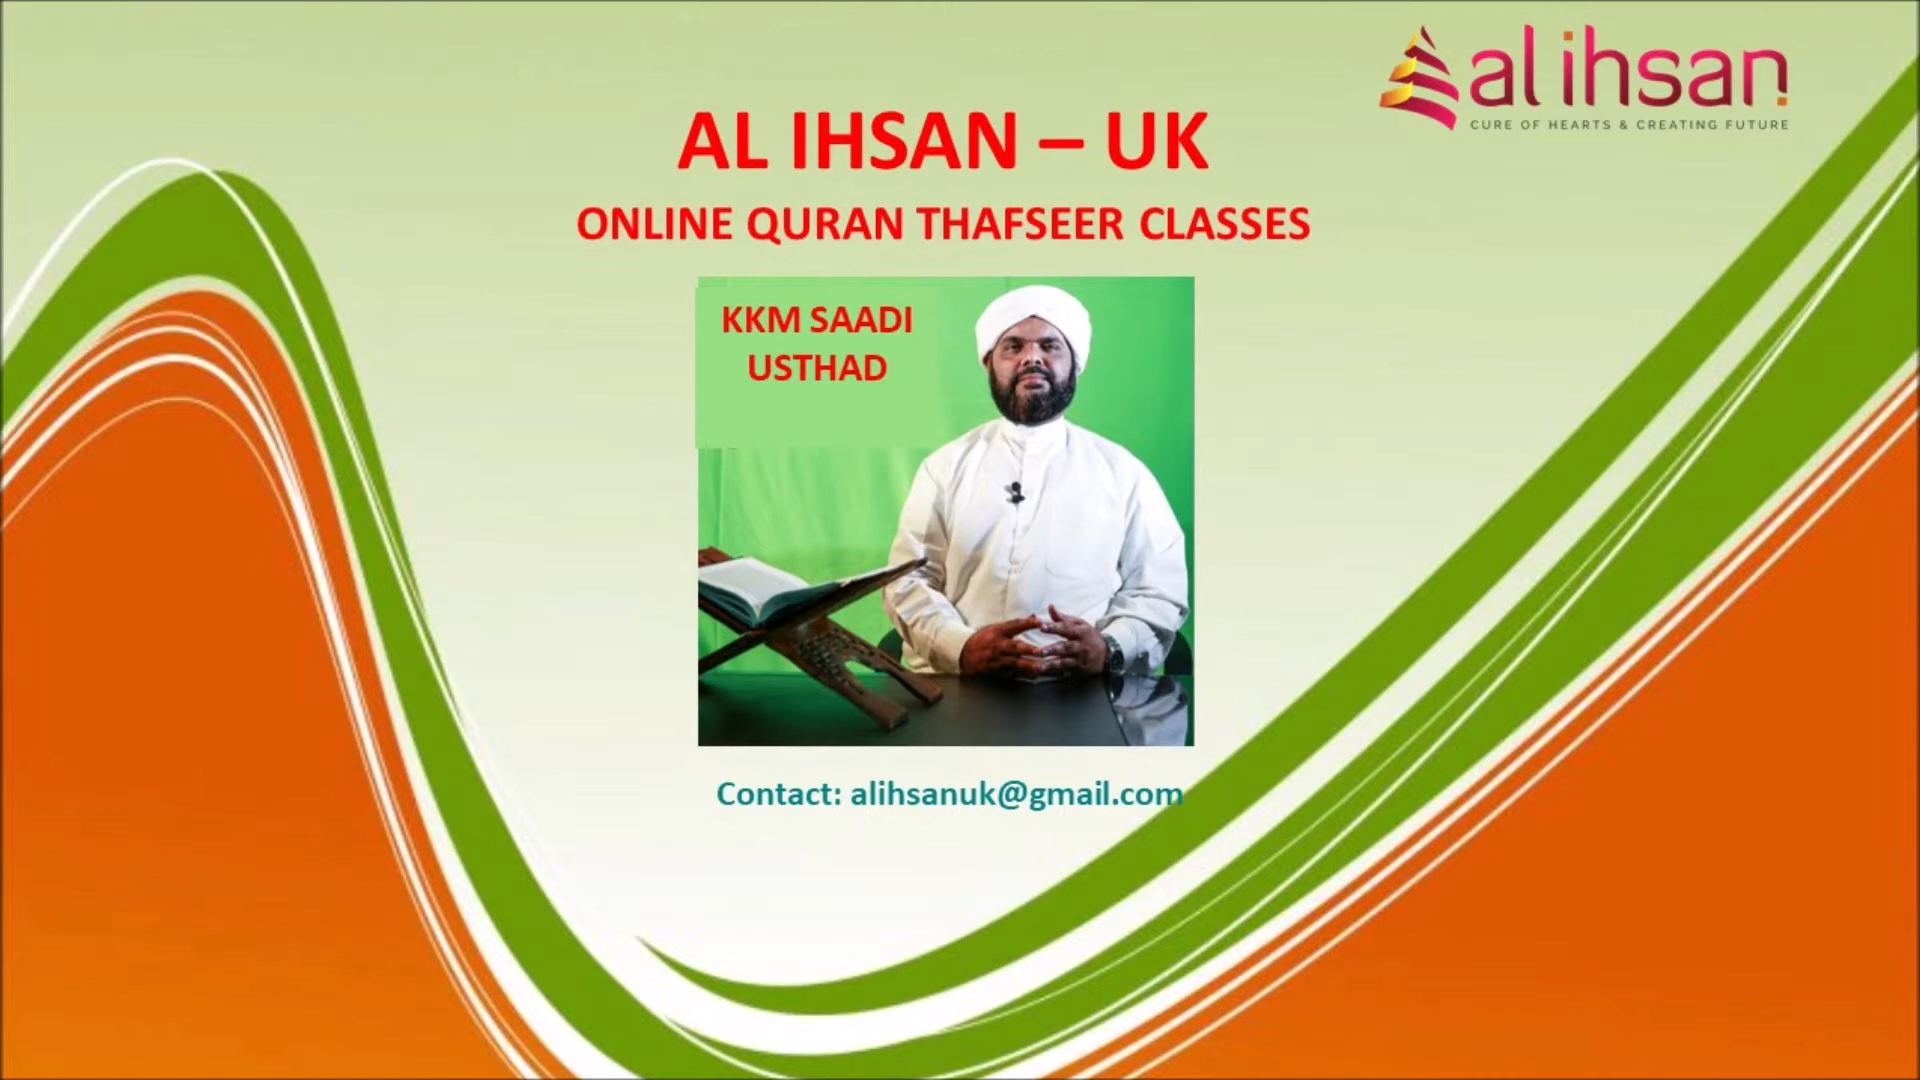 al ihsan
CURE OF HEARTS & CREATING FUTURE
AL IHSAN – UK
ONLINE QURAN THAFSEER CLASSES
KKM SAADI
USTHAD
Contact: alihsanuk@gmail.com